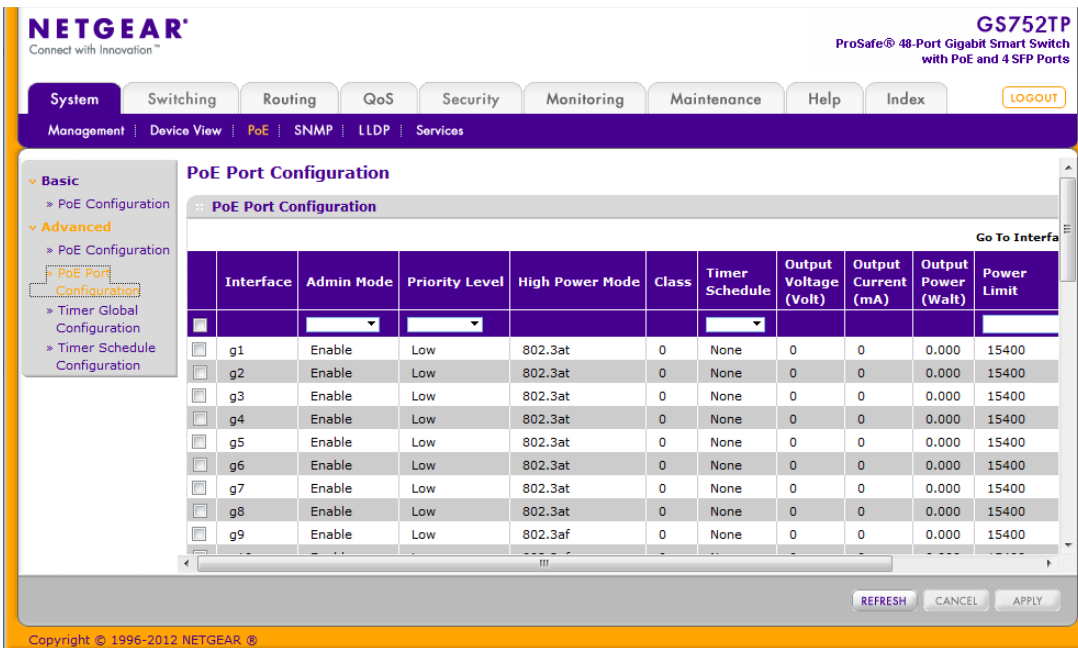 NETGEAR®
Connect with Innovation™
GS752TP
ProSafe® 48-Port Gigabit Smart Switch
with PoE and 4 SFP Ports
System Switching Routing QoS Security Monitoring Maintenance Help Index LOGOUT
Management Device View PoE SNMP LLDP Services
Basic
» PoE Configuration
Advanced
» PoE Configuration
» PoE Port
Configuration
» Timer Global
Configuration
» Timer Schedule
Configuration
PoE Port Configuration
PoE Port Configuration
Go To Interfa
Interface Admin Mode Priority Level High Power Mode Class Timer Schedule Output Voltage (Volt) Output Current (mA) Output Power (Walt) Power Limit
g1 Enable Low 802.3at 0 None 0 0 0.000 15400
g2 Enable Low 802.3at 0 None 0 0 0.000 15400
g3 Enable Low 802.3at 0 None 0 0 0.000 15400
g4 Enable Low 802.3at 0 None 0 0 0.000 15400
g5 Enable Low 802.3at 0 None 0 0 0.000 15400
g6 Enable Low 802.3at 0 None 0 0 0.000 15400
g7 Enable Low 802.3at 0 None 0 0 0.000 15400
g8 Enable Low 802.3at 0 None 0 0 0.000 15400
g9 Enable Low 802.3af 0 None 0 0 0.000 15400
REFRESH CANCEL APPLY
Copyright © 1996-2012 NETGEAR ®